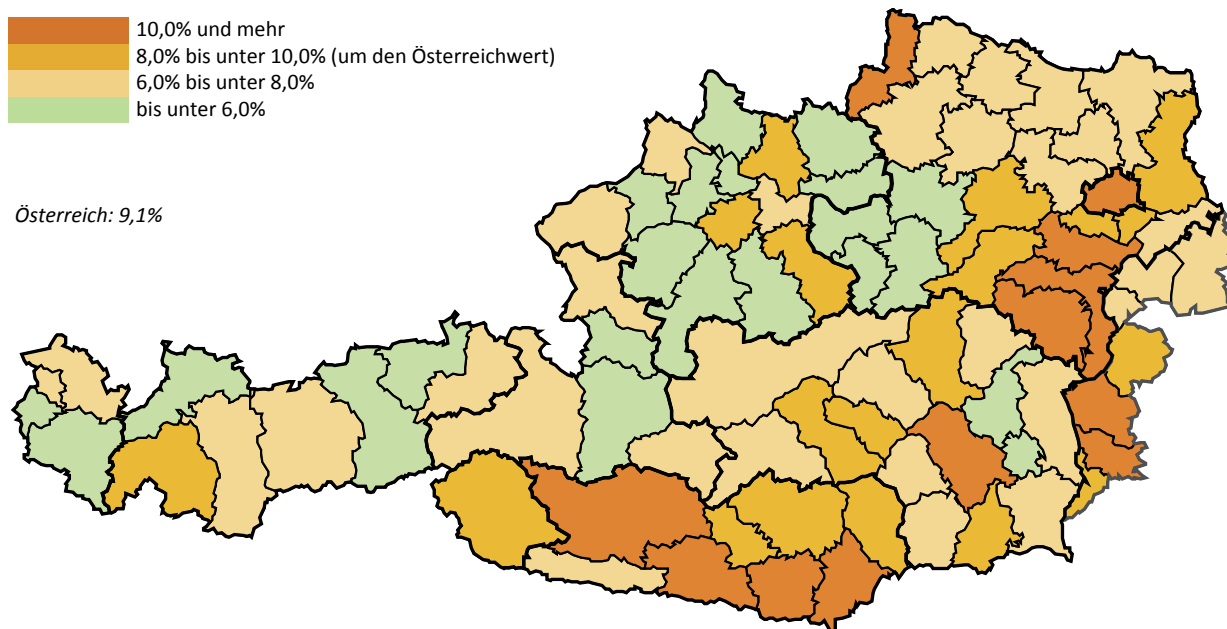 10,0% und mehr
8,0% bis unter 10,0% (um den Österreichwert)
6,0% bis unter 8,0%
bis unter 6,0%
Österreich: 9,1%